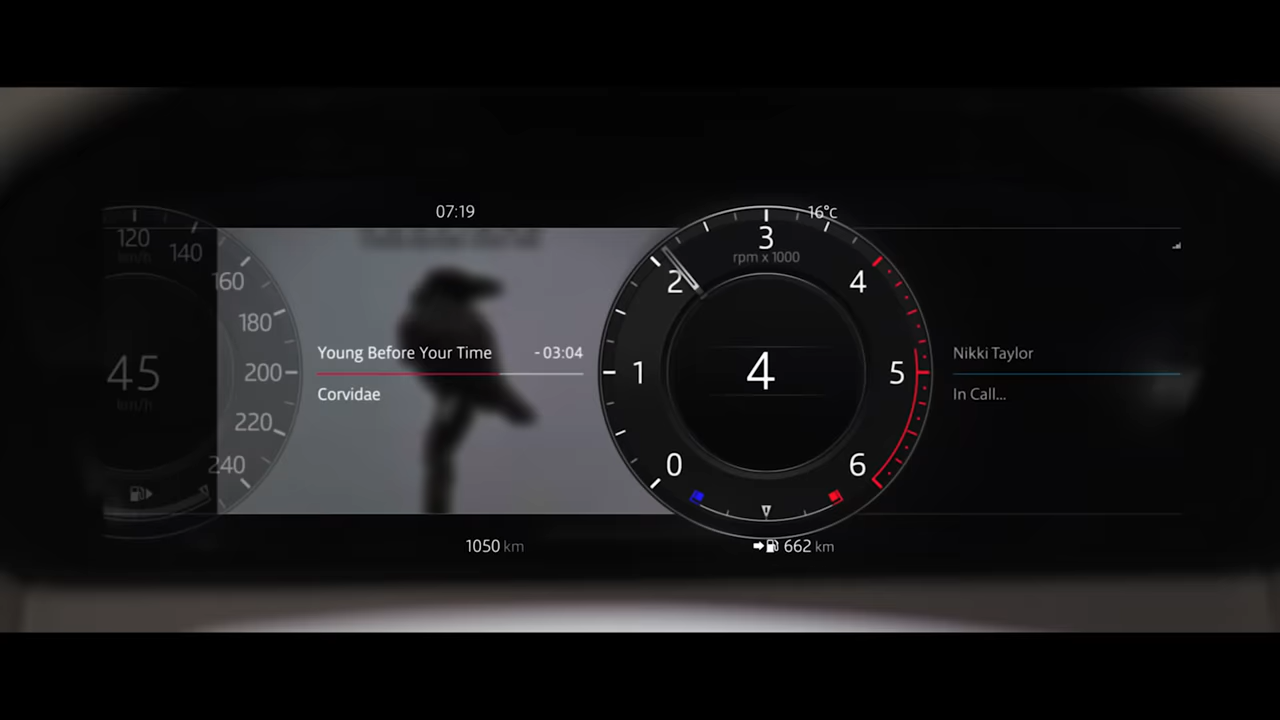 07:19
16°C
120
km/h
140
160
180
200
220
240
45
km/h
Young Before Your Time
-03:04
Corvidae
3
rpm x 1000
2
4
1
4
5
0
6
Nikki Taylor
In Call...
1050 km
662 km